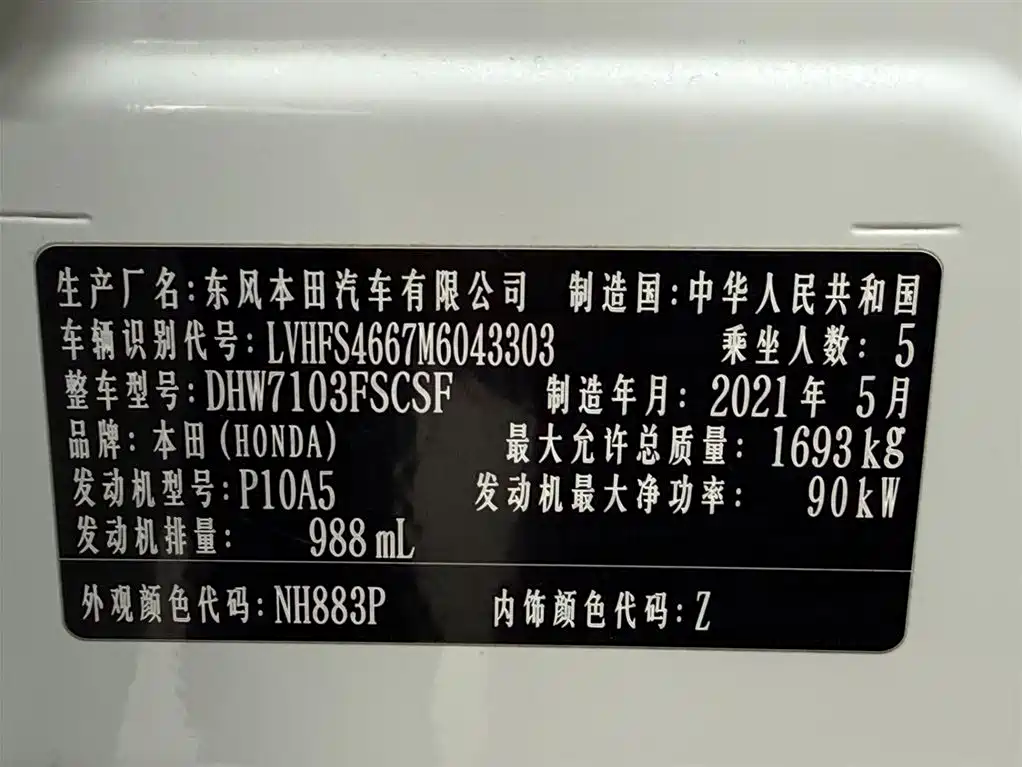 生产厂名:东风本田汽车有限公司 制造国:中华人民共和国
车辆识别代号:LVHFS4667M6043303 乘坐人数: 5
整车型号:DHW7103FSCSF 制造年月: 2021年 5月
品牌: 本田(HONDA) 最大允许总质量: 1693kg
发动机型号:P10A5 发动机最大净功率: 90kW
发动机排量: 988mL
外观颜色代码:NH883P 内饰颜色代码:Z